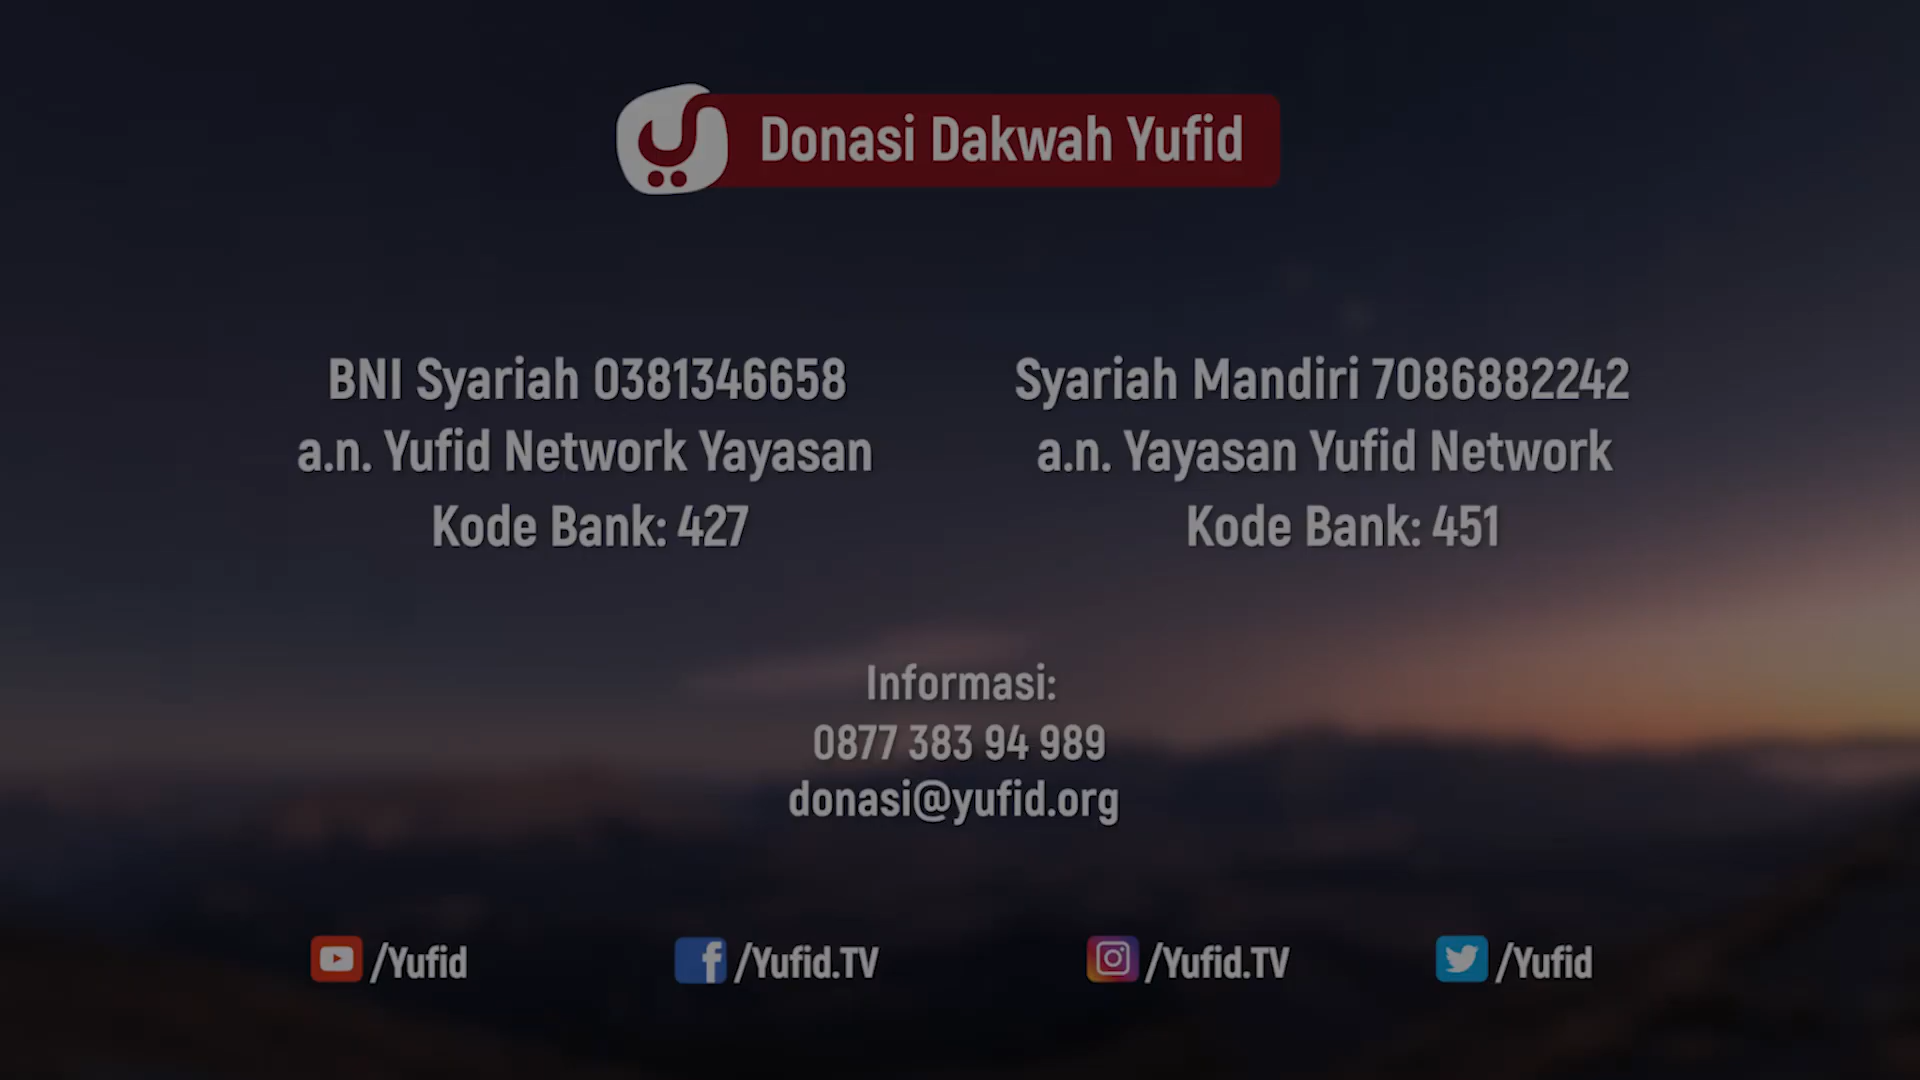 Donasi Dakwah Yufid
BNI Syariah 0381346658
a.n. Yufid Network Yayasan
Kode Bank: 427
Syariah Mandiri 7086882242
a.n. Yayasan Yufid Network
Kode Bank: 451
Informasi:
0877 383 94 989
donasi@yufid.org
/Yufid
/Yufid.TV
/Yufid.TV
/Yufid